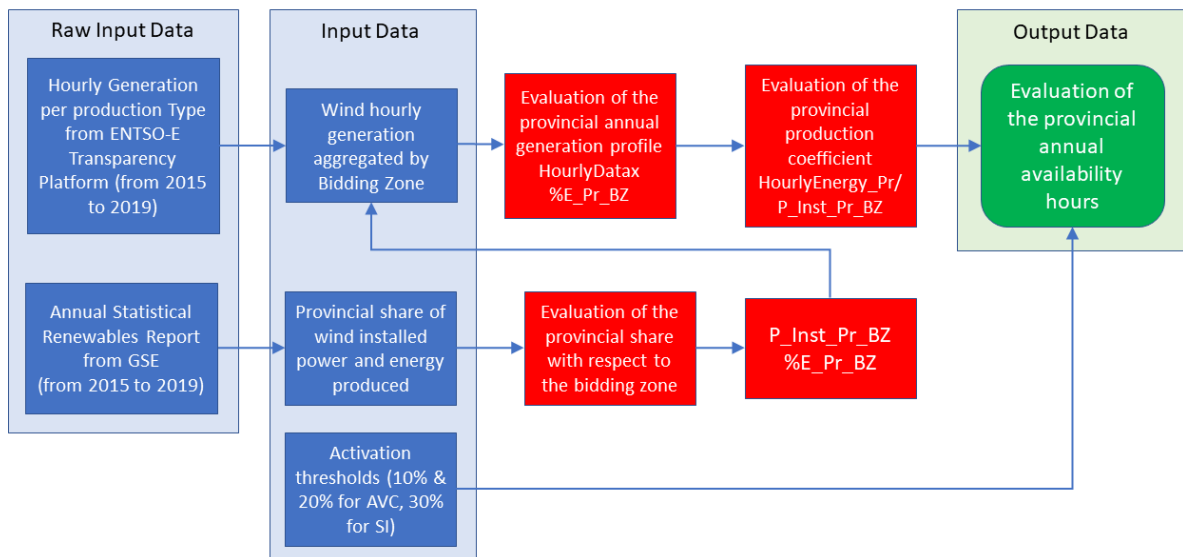 Raw Input Data
Hourly Generation
per production Type
from ENTSO-E
Transparency
Platform (from 2015
to 2019)
Annual Statistical
Renewables Report
from GSE
(from 2015 to 2019)
Input Data
Wind hourly
generation
aggregated by
Bidding Zone
Provincial share of
wind installed
power and energy
produced
Activation
thresholds (10% &
20% for AVC, 30%
for SI)
Evaluation of the
provincial annual
generation profile
HourlyDatax
%E_Pr_BZ
Evaluation of the
provincial
production
coefficient
HourlyEnergy_Pr/
P_Inst_Pr_BZ
Evaluation of the
provincial share
with respect to
the bidding zone
P_Inst_Pr_BZ
%E_Pr_BZ
Output Data
Evaluation of
the provincial
annual
availability
hours